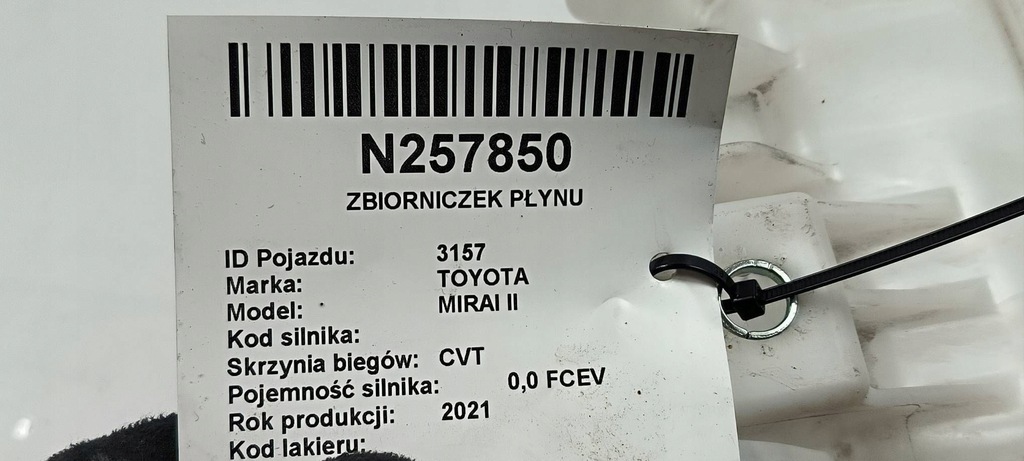 N257850
ZBIORNICZEK PŁYNU
ID Pojazdu: 3157
Marka: TOYOTA
Model: MIRAI II
Kod silnika:
Skrzynia biegów: CVT
Pojemność silnika: 0,0 FCEV
Rok produkcji: 2021
Kod lakieru: